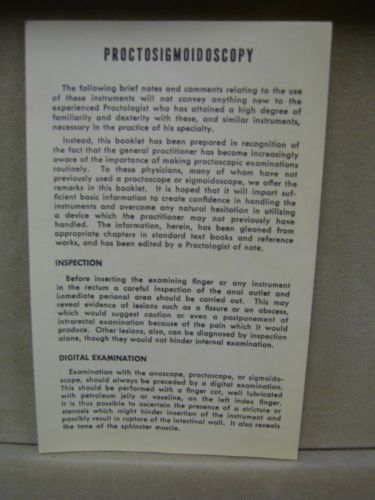 PROCTOSIGMOIDOSCOPY
The following brief notes and comments relating to the use
of these instruments will not convey anything new to the
experienced Proctologist who has attained a high degree of
familiarity and dexterity with these, and similar instruments,
necessary in the practice of his specialty.
Instead, this booklet has been prepared in recognition of
the fact that the general practitioner has become increasingly
aware of the importance of making proctoscopic examinations
routinely. To these physicians, many of whom have not
previously used a proctoscope or sigmoidoscope, we offer the
remarks in this booklet. It is hoped that it will impart suf-
ficient basic information to create confidence in handling the
instruments and overcome any natural hesitation in utilizing
a device which the practitioner may not previously have
handled. The information, herein, has been gleaned from
appropriate chapters in standard text books and reference
works, and has been edited by a Proctologist of note.
INSPECTION
Before inserting the examining finger or any instrument
in the rectum a careful inspection of the anal outlet and
immediate perianal area should be carried out. This may
reveal evidence of lesions such as a fissure or an abscess,
which would suggest caution or even a postponement of
intrarectal examination because of the pain which it would
produce. Other lesions, also, can be diagnosed by inspection
alone, though they would not hinder internal examination.
DIGITAL EXAMINATION
Examination with the anoscope, proctoscope, or sigmoido-
scope, should always be preceded by a digital examination.
This should be performed with a finger cot, well lubricated
with petroleum jelly or vaseline, on the left index finger.
It is thus possible to ascertain the presence of a stricture or
stenosis which might hinder insertion of the instrument and
possibly result in rupture of the intestinal wall. It also reveals
the tone of the sphincter muscle.